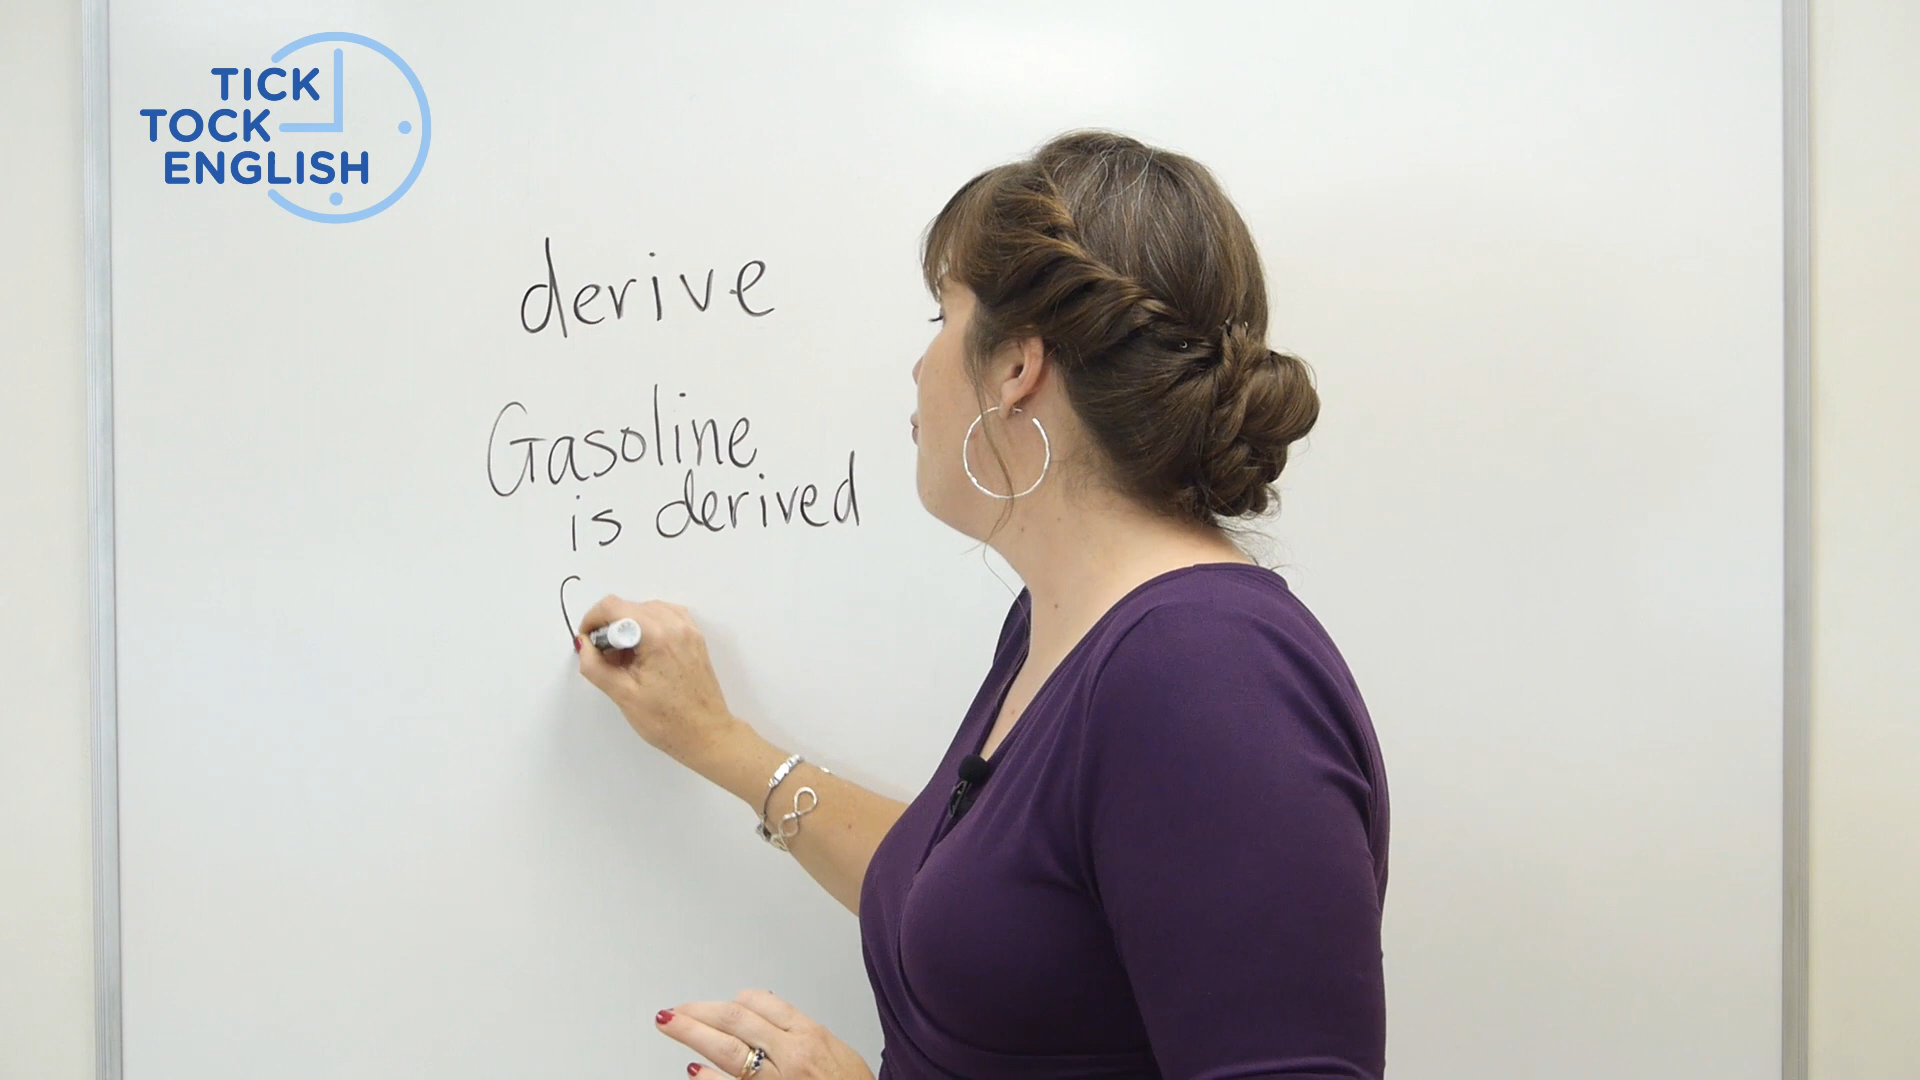 TICK
TOCK
ENGLISH
derive
Gasoline
is derived